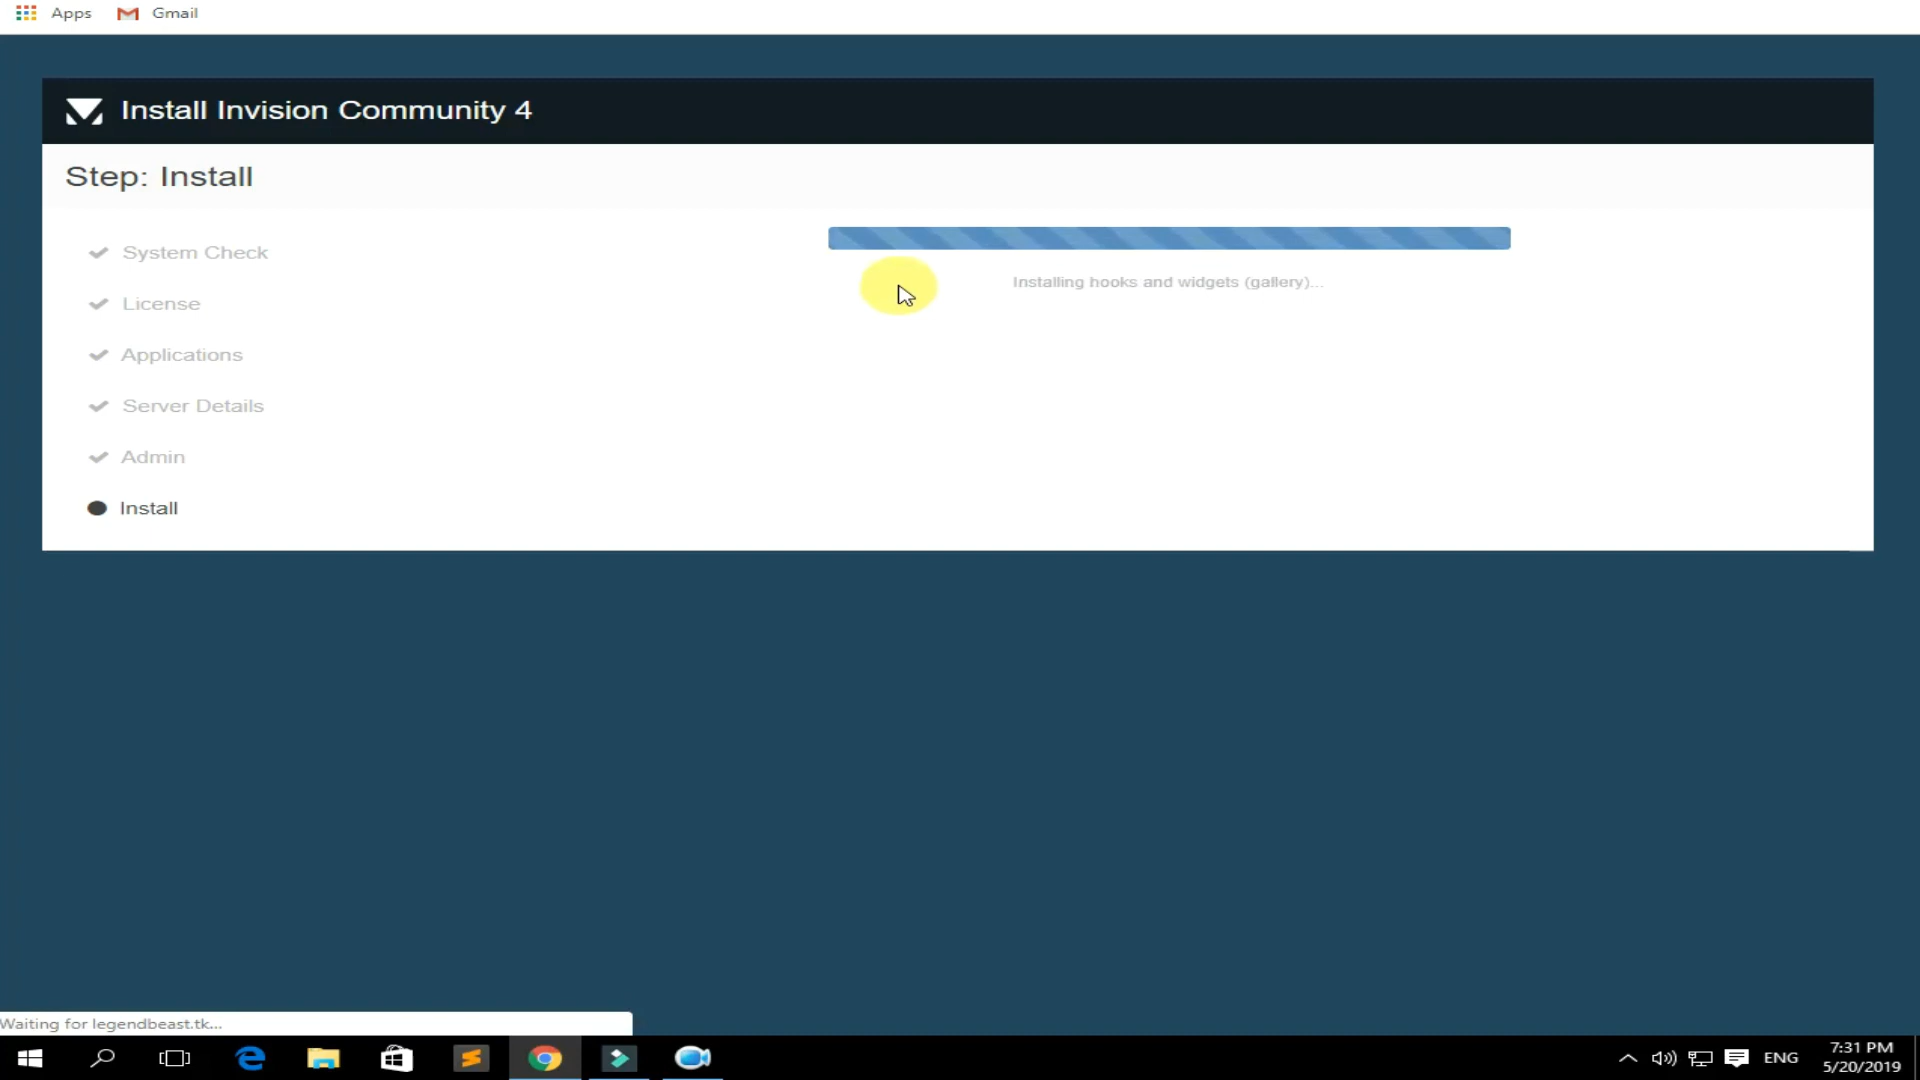 Apps
Gmail
Install Invision Community 4
Step: Install
System Check
License
Applications
Server Details
Admin
Install
Installing hooks and widgets (gallery)...
Waiting for legendbeast.tk...
ENG
7:31 PM
5/20/2019